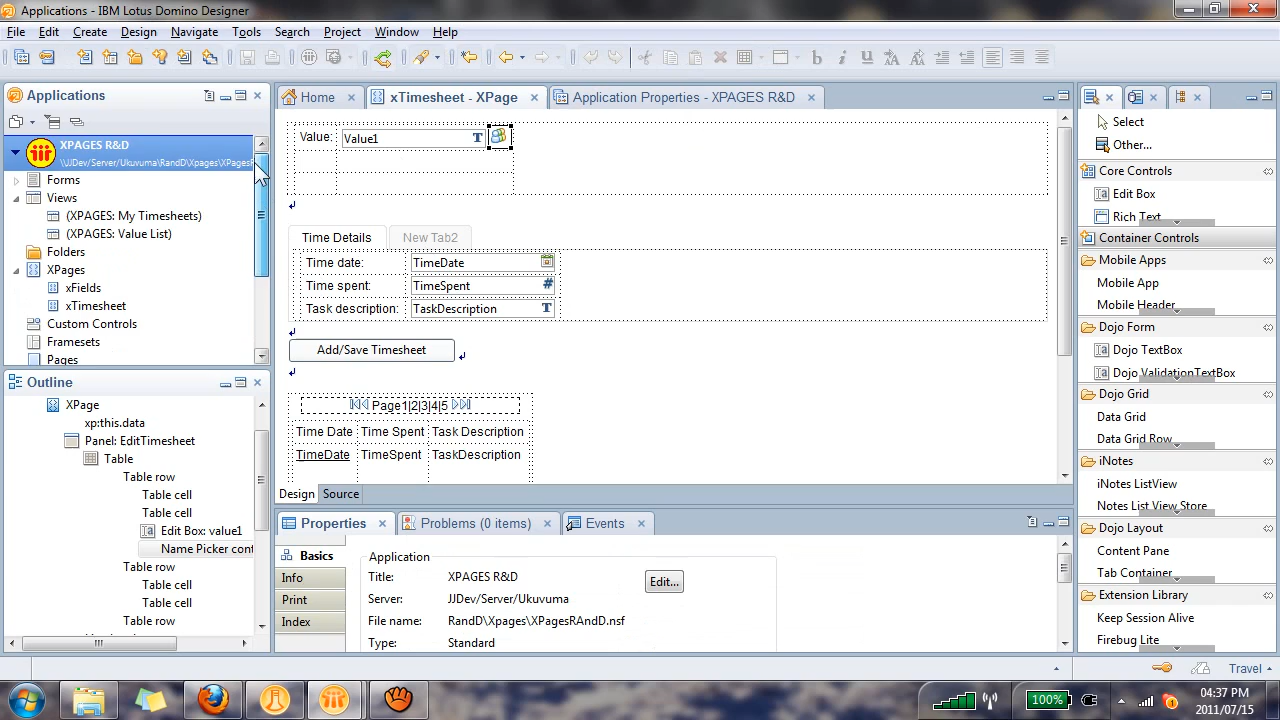 Applications - IBM Lotus Domino Designer
File Edit Create Design Navigate Tools Search Project Window Help
Applications
XPAGES R&D
\\JJDev/Server/Ukuvuma\RandD\Xpages\XPagesR
Forms
Views
(XPAGES: My Timesheets)
(XPAGES: Value List)
Folders
XPages
xFields
xTimesheet
Custom Controls
Framesets
Pages
Outline
XPage
xp:this.data
Panel: EditTimesheet
Table
Table row
Table cell
Table cell
Edit Box: value1
Name Picker cont
Table row
Table cell
Table cell
Table row
Home
xTimesheet - XPage
Application Properties - XPAGES R&D
Value: Value1 T
Time Details New Tab2
Time date: TimeDate
Time spent: TimeSpent #
Task description: TaskDescription T
Add/Save Timesheet
Page1|2|3|4|5
Time Date Time Spent Task Description
TimeDate TimeSpent TaskDescription
Design Source
Properties Problems (0 items) Events
Basics
Info
Print
Index
Application
Title: XPAGES R&D Edit...
Server: JJDev/Server/Ukuvuma
File name: RandD\Xpages\XPagesRAndD.nsf
Type: Standard
Select
Other...
Core Controls
Edit Box
Rich Text
Container Controls
Mobile Apps
Mobile App
Mobile Header
Dojo Form
Dojo TextBox
Dojo ValidationTextBox
Dojo Grid
Data Grid
Data Grid Row
iNotes
iNotes ListView
Notes List View Store
Dojo Layout
Content Pane
Tab Container
Extension Library
Keep Session Alive
Firebug Lite
Travel
100%
04:37 PM
2011/07/15